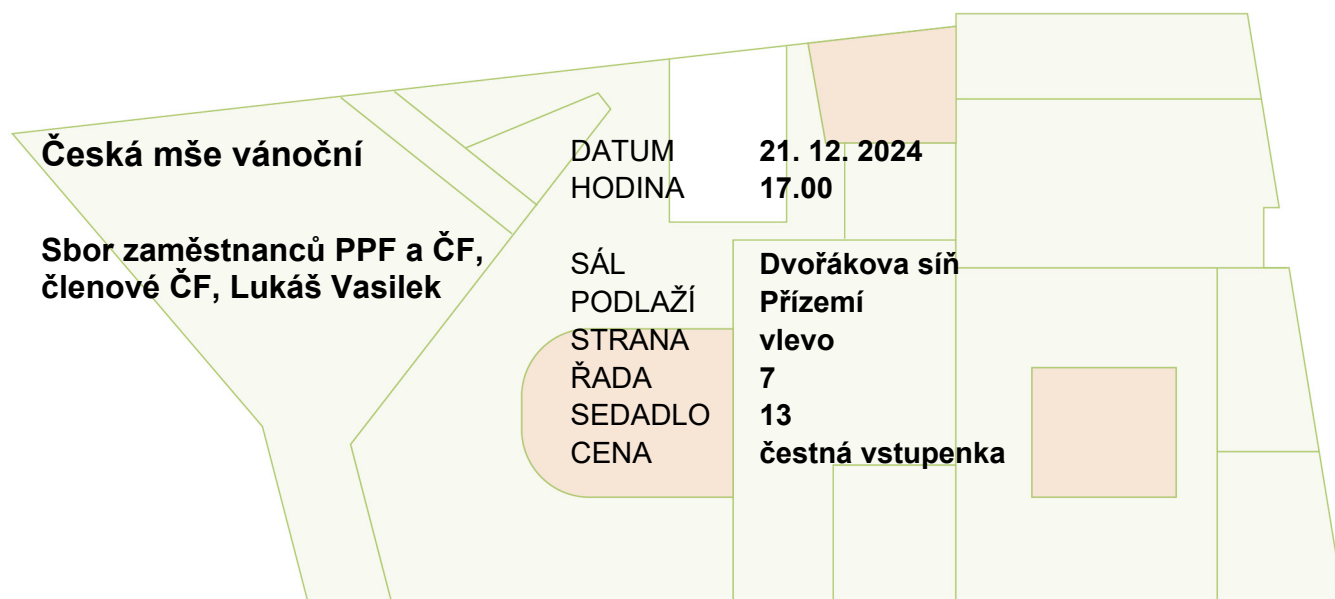 Česká mše vánoční
Sbor zaměstnanců PPF a ČF,
členové ČF, Lukáš Vasilek
DATUM 21. 12. 2024
HODINA 17.00
SÁL Dvořákova síň
PODLAŽÍ Přízemí
STRANA vlevo
ŘADA 7
SEDADLO 13
CENA čestná vstupenka